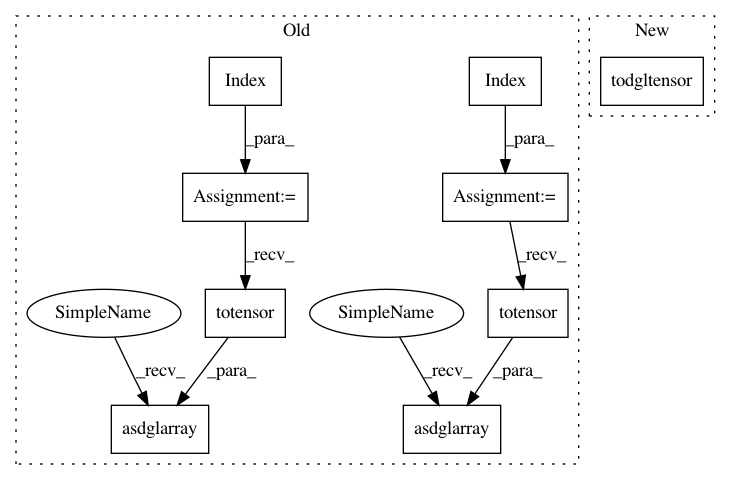 Old
New
Index
Index
todgltensor
_para_
_para_
Assignment:=
Assignment:=
_recv_
_recv_
SimpleName
totensor
SimpleName
totensor
_recv_
_para_
_recv_
_para_
asdglarray
asdglarray